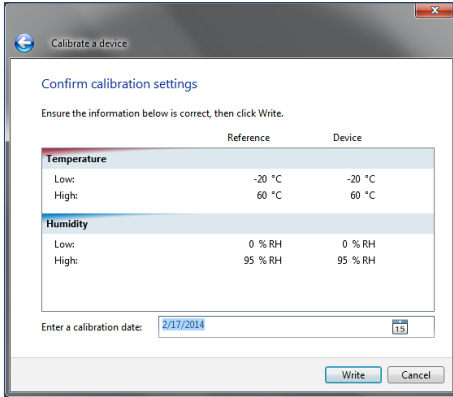 Calibrate a device
Confirm calibration settings
Ensure the information below is correct, then click Write.
Reference Device
Temperature
Low: -20 °C -20 °C
High: 60 °C 60 °C
Humidity
Low: 0 %RH 0 %RH
High: 95 %RH 95 %RH
Enter a calibration date: 2/17/2014 15
Write Cancel